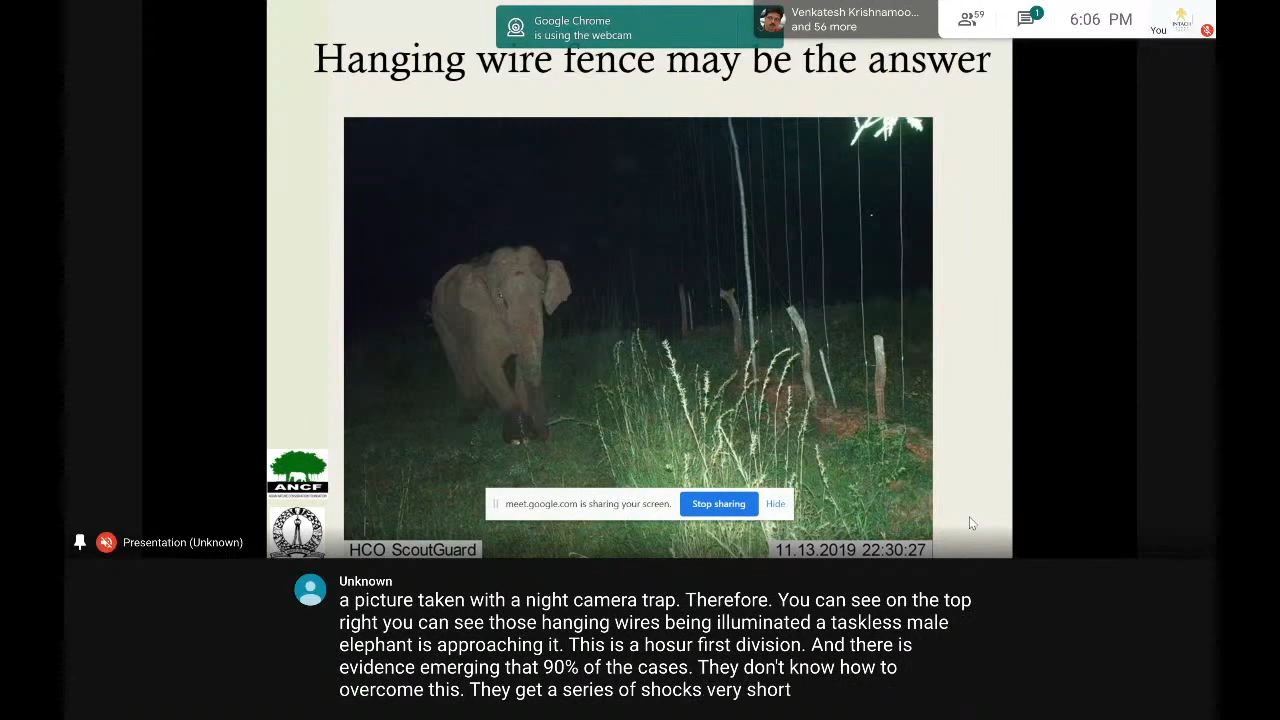 Google Chrome
is using the webcam
Venkatesh Krishnamoo...
and 56 more
59
1
6:06 PM
You
INTACH
Hanging wire fence may be the answer
ANCF
meet.google.com is sharing your screen.
Stop sharing
Hide
HCO ScoutGuard
11.13.2019 22:30:27
Presentation (Unknown)
Unknown
a picture taken with a night camera trap. Therefore. You can see on the top
right you can see those hanging wires being illuminated a taskless male
elephant is approaching it. This is a hosur first division. And there is
evidence emerging that 90% of the cases. They don't know how to
overcome this. They get a series of shocks very short